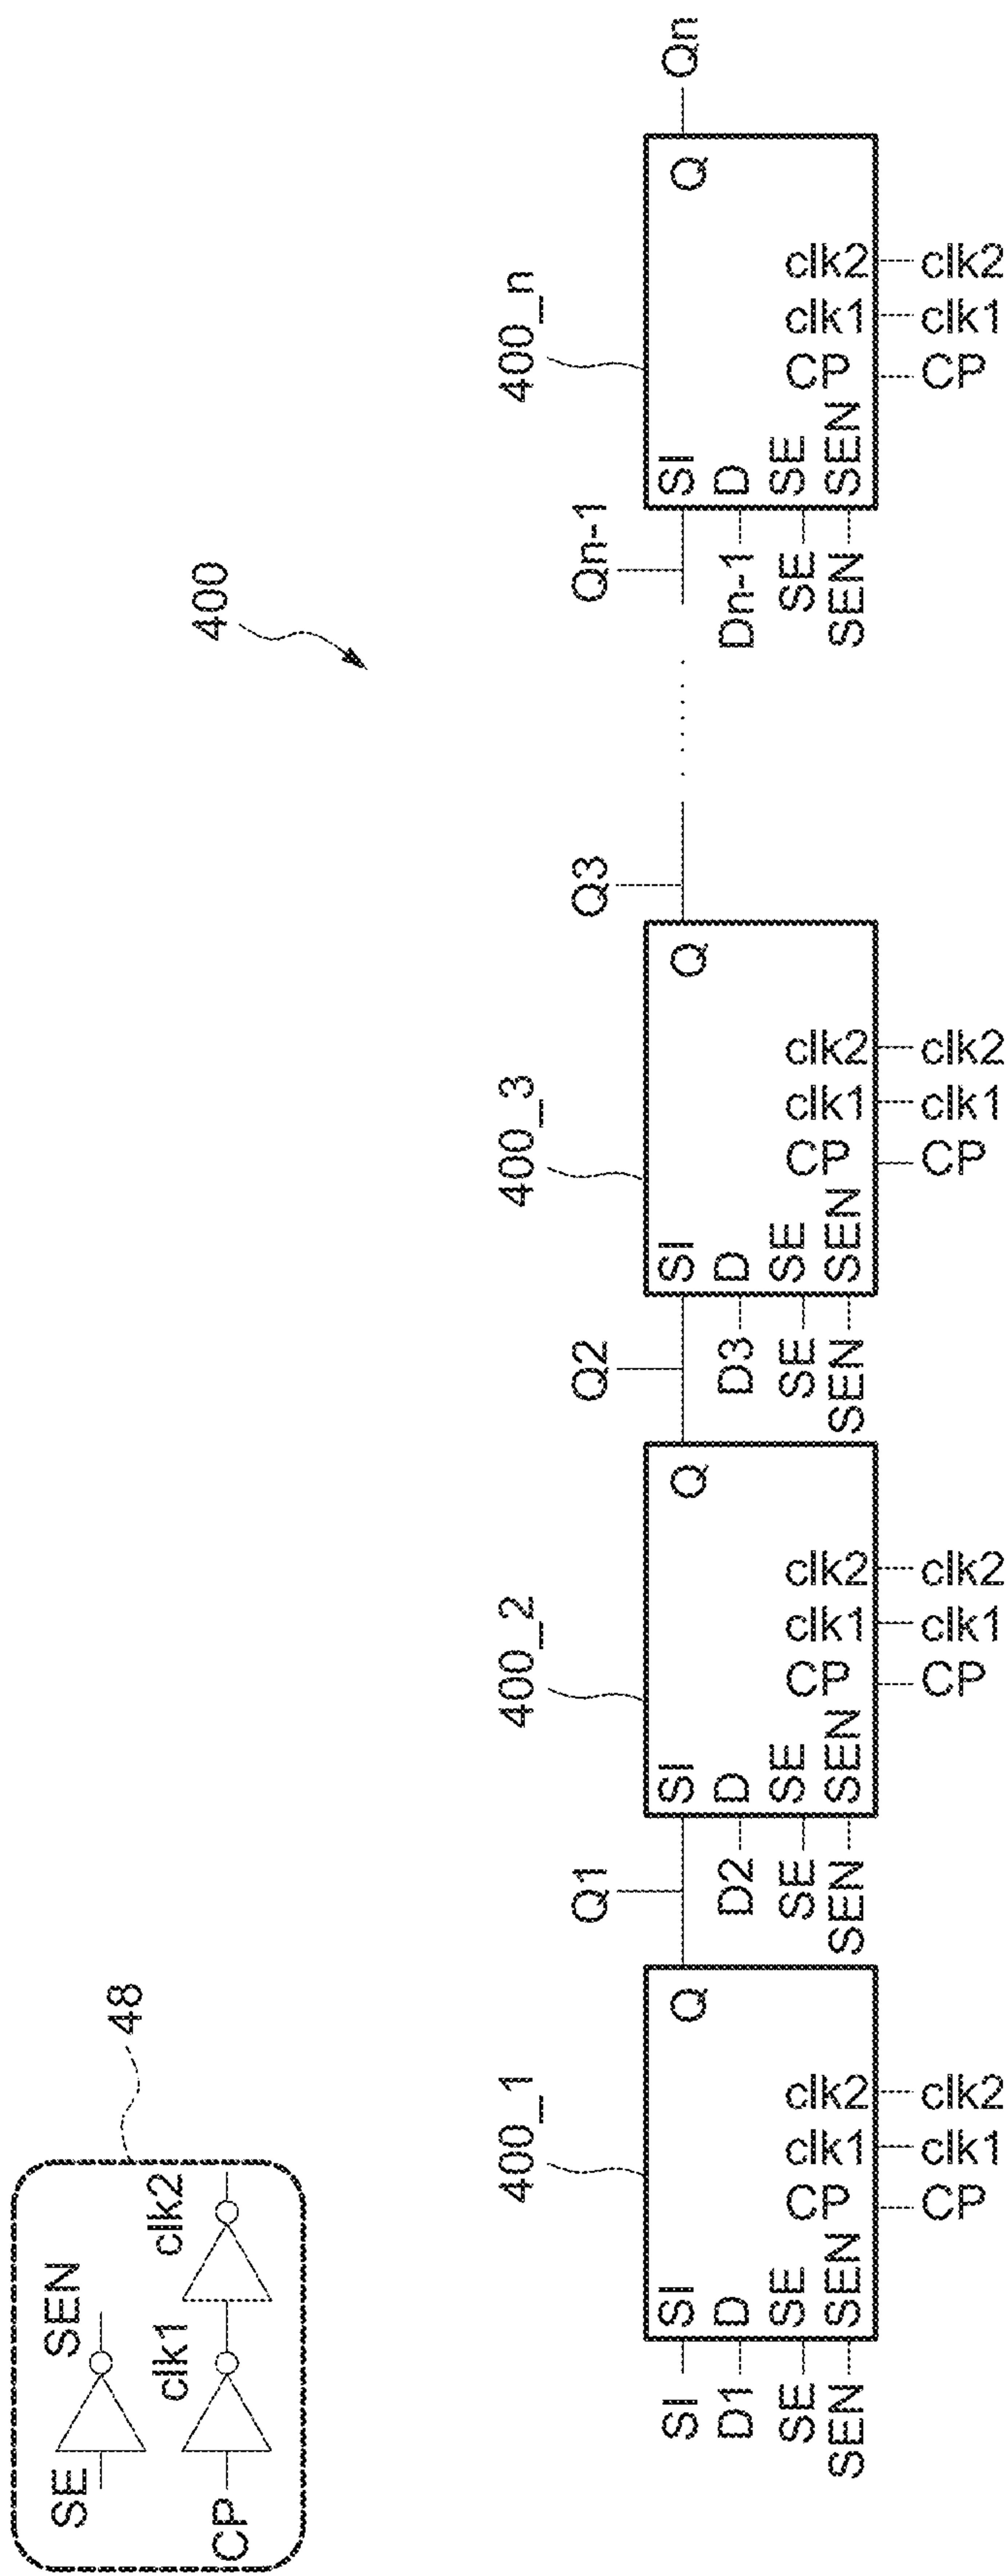 48
SE
SEN
CP
clk1
clk2
400
400_1
SI
D1
SE
SEN
SI
D
SE
SEN
CP
clk1
clk2
Q
CP
clk1
clk2
Q1
400_2
D2
SE
SEN
SI
D
SE
SEN
CP
clk1
clk2
Q
CP
clk1
clk2
Q2
400_3
D3
SE
SEN
SI
D
SE
SEN
CP
clk1
clk2
Q
CP
clk1
clk2
Q3
Qn-1
400_n
Dn-1
SE
SEN
SI
D
SE
SEN
CP
clk1
clk2
Q
CP
clk1
clk2
Qn